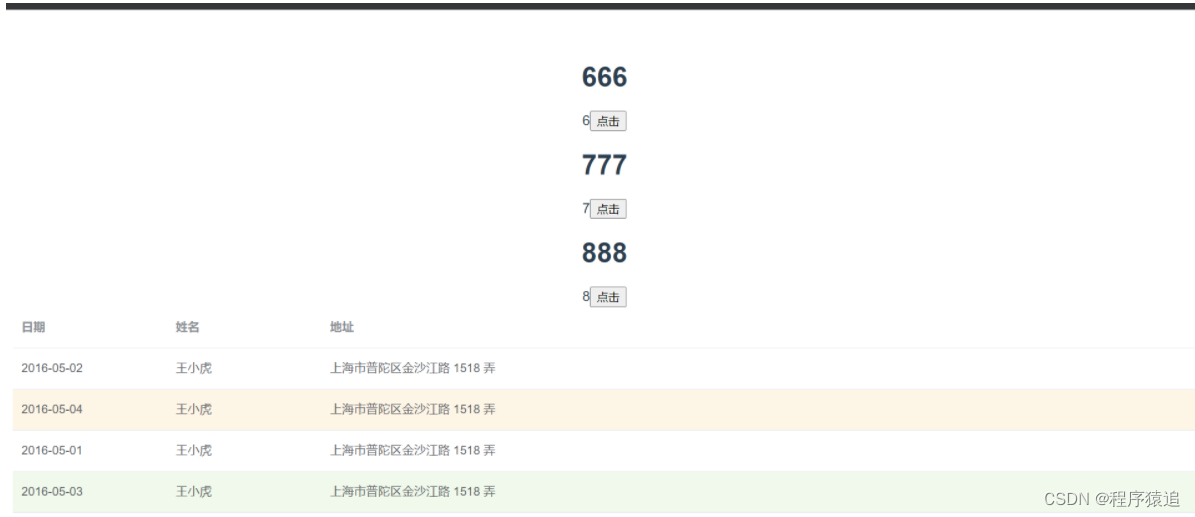 666
6点击
777
7点击
888
8点击
日期 姓名 地址
2016-05-02 王小虎 上海市普陀区金沙江路 1518 弄
2016-05-04 王小虎 上海市普陀区金沙江路 1518 弄
2016-05-01 王小虎 上海市普陀区金沙江路 1518 弄
2016-05-03 王小虎 上海市普陀区金沙江路 1518 弄
CSDN @程序猿追